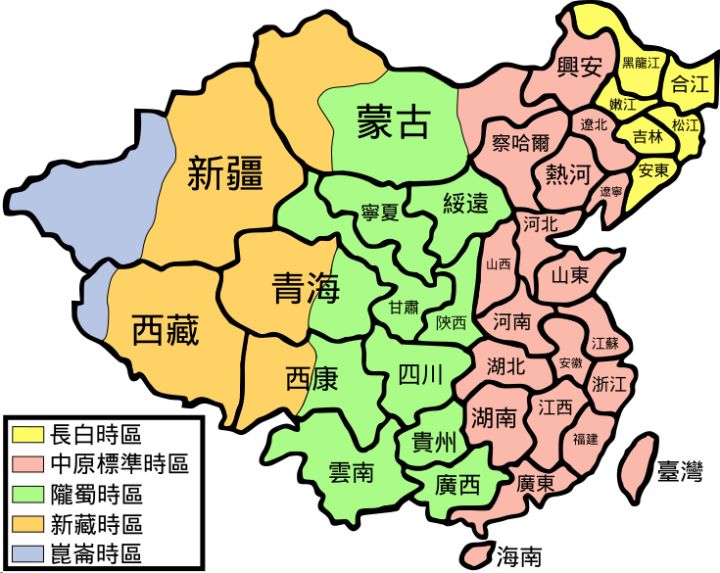 興安
黑龍江
合江
嫩江
遼北
吉林
松江
蒙古
察哈爾
熱河
安東
遼寧
新疆
寧夏
綏遠
河北
山西
山東
青海
甘肅
陝西
河南
江蘇
西藏
西康
四川
湖北
安徽
浙江
湖南
江西
福建
貴州
雲南
廣西
廣東
臺灣
海南
長白時區
中原標準時區
隴蜀時區
新藏時區
崑崙時區